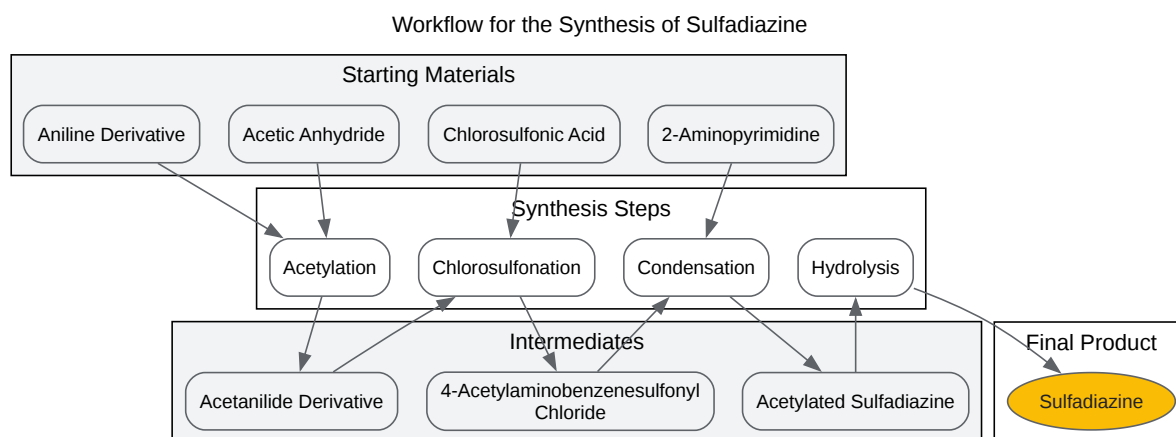 Workflow for the Synthesis of Sulfadiazine
Starting Materials
Aniline Derivative
Acetic Anhydride
Chlorosulfonic Acid
2-Aminopyrimidine
Synthesis Steps
Acetylation
Chlorosulfonation
Condensation
Hydrolysis
Intermediates
Acetanilide Derivative
4-Acetylaminobenzenesulfonyl
Chloride
Acetylated Sulfadiazine
Final Product
Sulfadiazine